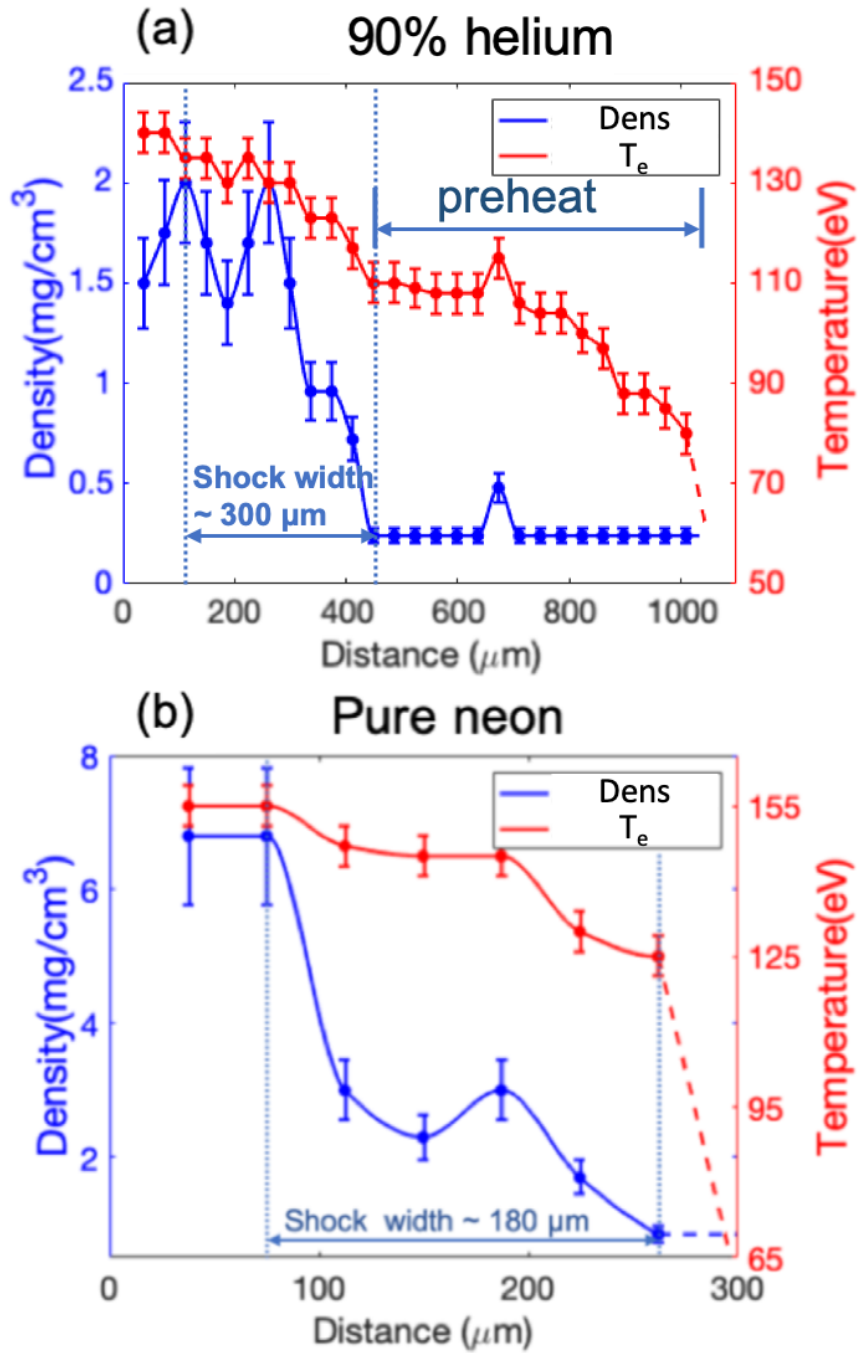 (a) 90% helium
2.5
2
1.5
1
0.5
0
Density(mg/cm³)
150
130
110
90
70
50
Temperature(eV)
Dens
Tₑ
preheat
Shock width
~ 300 μm
0 200 400 600 800 1000
Distance (μm)
(b) Pure neon
8
6
4
2
Density(mg/cm³)
155
125
95
65
Temperature(eV)
Dens
Tₑ
Shock width ~ 180 μm
0 100 200 300
Distance (μm)